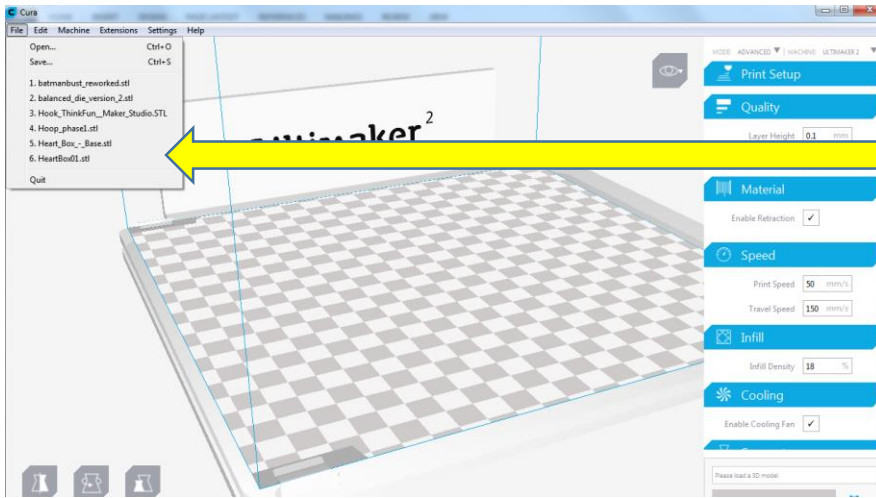 Cura
File Edit Machine Extensions Settings Help
Open... Ctrl+O
Save... Ctrl+S
1. batmanbust_reworked.stl
2. balanced_die_version_2.stl
3. Hook_ThinkFun__Maker_Studio.STL
4. Hoop_phase1.stl
5. Heart_Box_-_Base.stl
6. HeartBox01.stl
Quit
2
MODE: ADVANCED MACHINE: ULTIMAKER 2
Print Setup
Quality
Layer Height 0.1 mm
Material
Enable Retraction
Speed
Print Speed 50 mm/s
Travel Speed 150 mm/s
Infill
Infill Density 18 %
Cooling
Enable Cooling Fan
Please load a 3D model